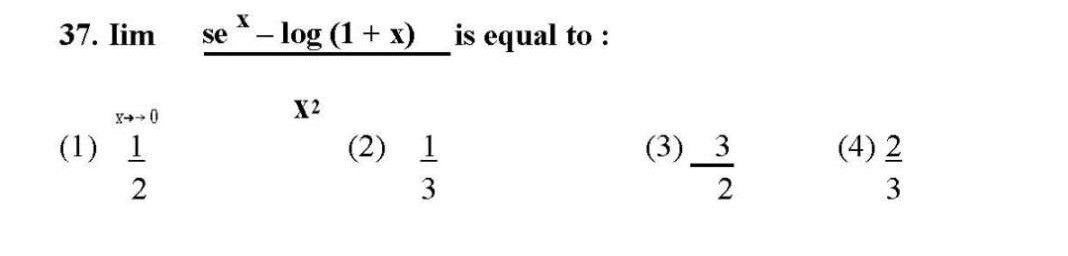 37. lim se x – log (1 + x) is equal to :
x→→0 X2
(1) 1 (2) 1 (3) 3 (4) 2
2 3 2 3